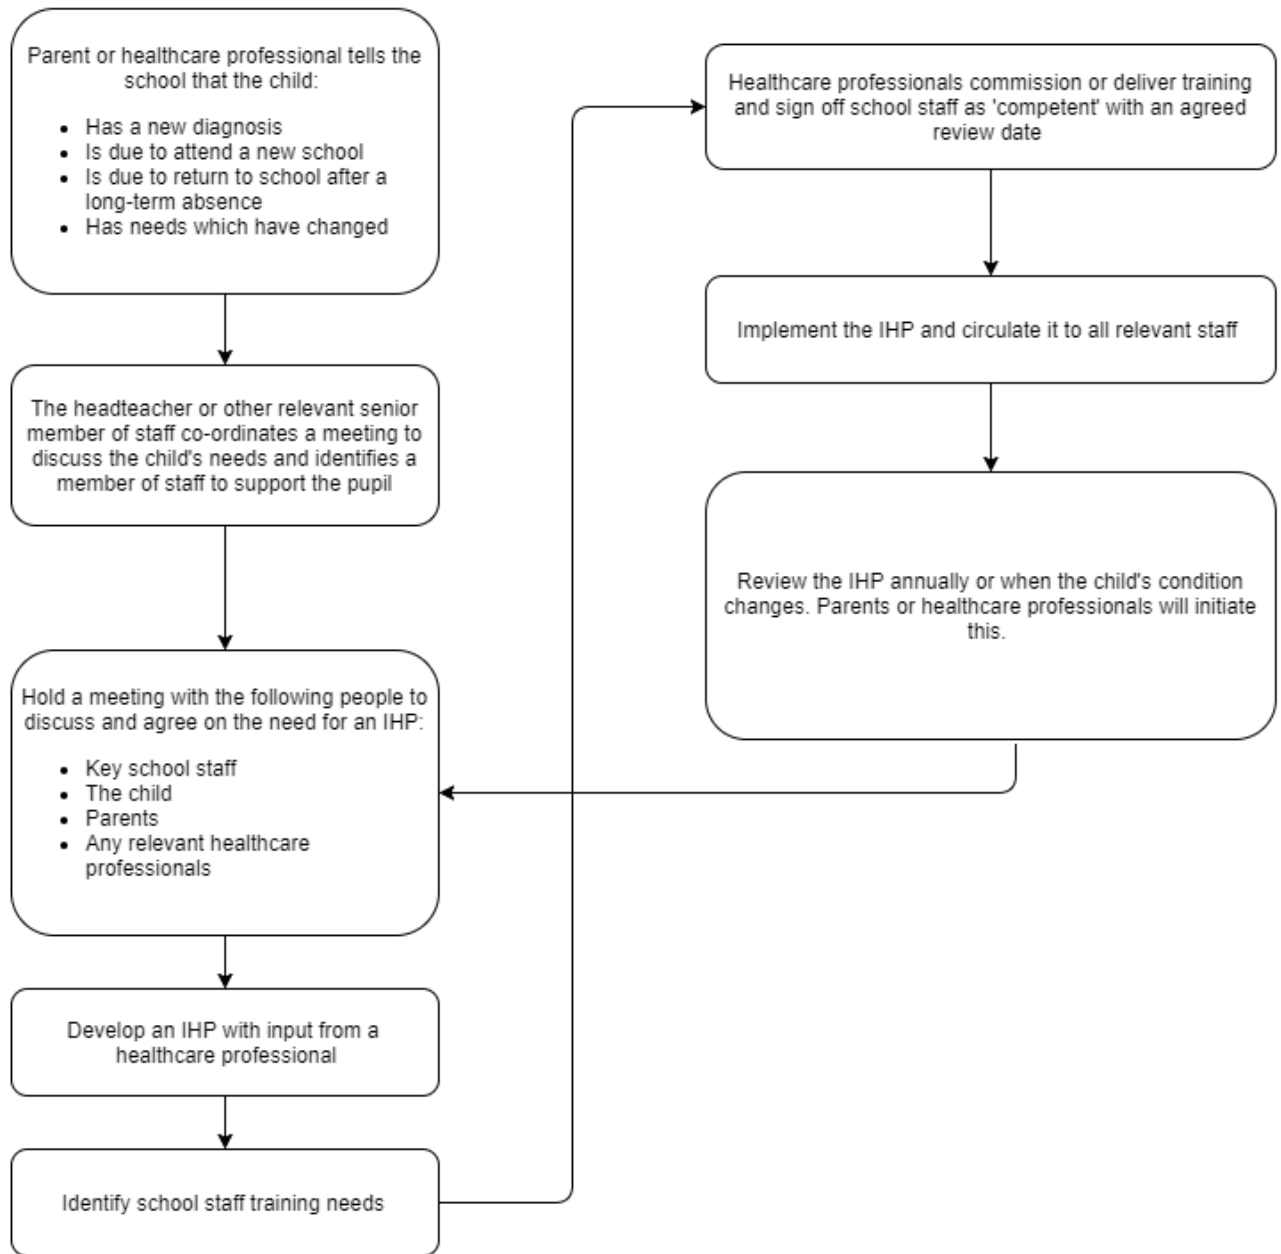 Parent or healthcare professional tells the
school that the child:
• Has a new diagnosis
• Is due to attend a new school
• Is due to return to school after a
long-term absence
• Has needs which have changed
The headteacher or other relevant senior
member of staff co-ordinates a meeting to
discuss the child's needs and identifies a
member of staff to support the pupil
Hold a meeting with the following people to
discuss and agree on the need for an IHP:
• Key school staff
• The child
• Parents
• Any relevant healthcare
professionals
Develop an IHP with input from a
healthcare professional
Identify school staff training needs
Healthcare professionals commission or deliver training
and sign off school staff as 'competent' with an agreed
review date
Implement the IHP and circulate it to all relevant staff
Review the IHP annually or when the child's condition
changes. Parents or healthcare professionals will initiate
this.